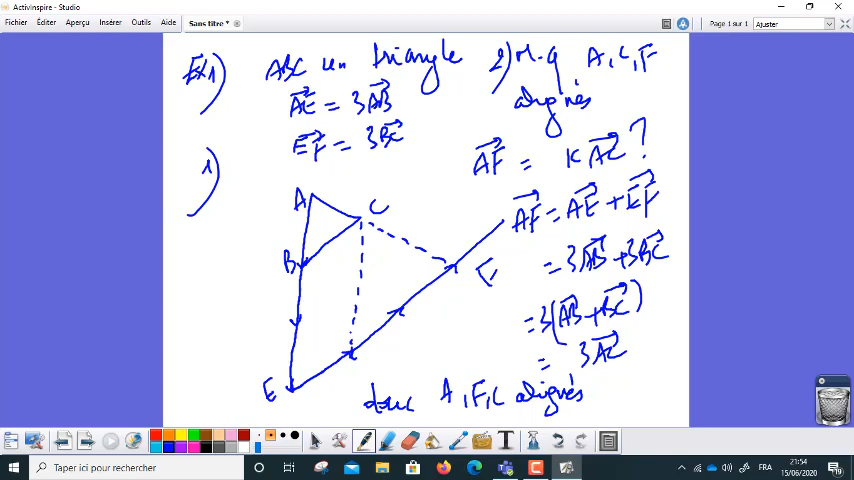 ActivInspire - Studio
Fichier Éditer Affichage Insérer Outils Aide Sans titre * Page 1 sur 1 Ajuster
Ex1) ABC un triangle
AE = 3AB
EF = 3BC
1)
A
C
B
F
E
2) M.q A, C, F
alignés
AF = K AC ?
AF = AE + EF
= 3AB + 3BC
= 3(AB + BC)
= 3AC
donc A, F, C alignés
Taper ici pour rechercher
FRA
21:54
15/06/2020
19